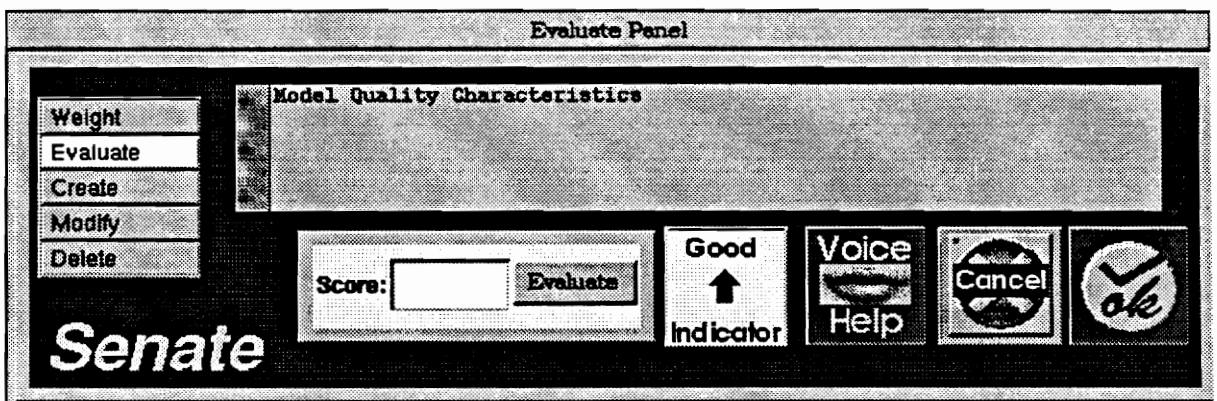 Evaluate Panel
Weight
Evaluate
Create
Modify
Delete
Senate
Model Quality Characteristics
Score:
Evaluate
Good
Indicator
Voice
Help
Cancel
ok